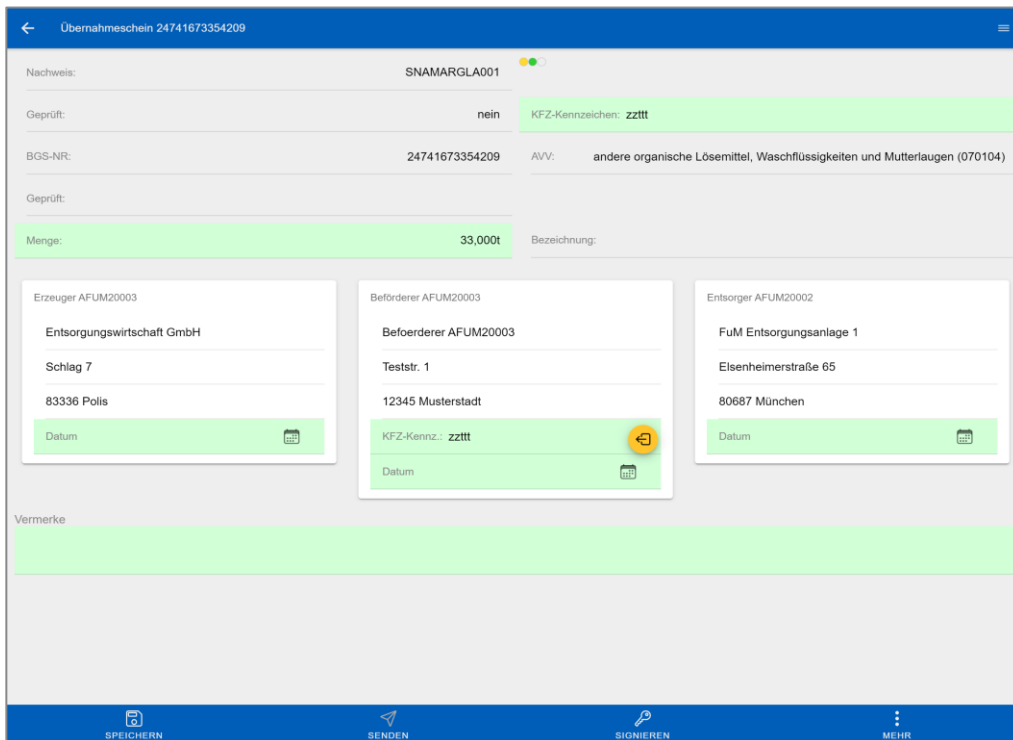 Übernahmeschein 24741673354209
Nachweis: SNAMARGLA001
Geprüft: nein
KFZ-Kennzeichen: zzttt
BGS-NR: 24741673354209
AVV: andere organische Lösemittel, Waschflüssigkeiten und Mutterlaugen (070104)
Geprüft:
Menge: 33,000t
Bezeichnung:
Erzeuger AFUM20003
Entsorgungswirtschaft GmbH
Schlag 7
83336 Polis
Datum
Beförderer AFUM20003
Befoerderer AFUM20003
Teststr. 1
12345 Musterstadt
KFZ-Kennz.: zzttt
Datum
Entsorger AFUM20002
FuM Entsorgungsanlage 1
Elsenheimerstraße 65
80687 München
Datum
Vermerke
SPEICHERN
SENDEN
SIGNIEREN
MEHR